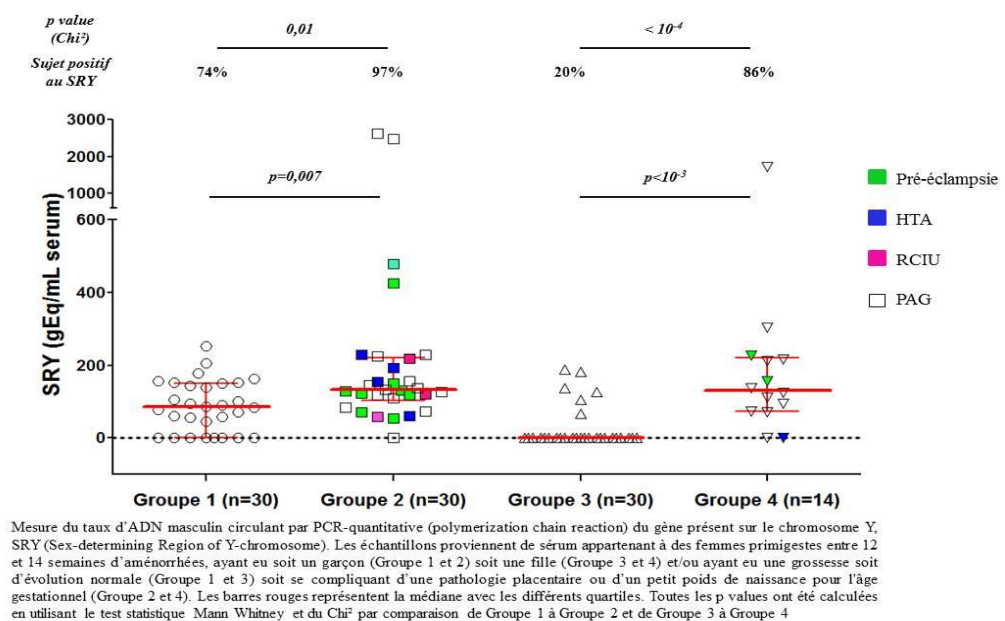 p value
(Chi²)
0,01
< 10⁻⁴
Sujet positif
au SRY
74%
97%
20%
86%
3000
2000
1000
600
400
200
0
SRY (gEq/mL serum)
p=0,007
p<10⁻³
Pré-éclampsie
HTA
RCIU
PAG
Groupe 1 (n=30)
Groupe 2 (n=30)
Groupe 3 (n=30)
Groupe 4 (n=14)
Mesure du taux d'ADN masculin circulant par PCR-quantitative (polymerization chain reaction) du gène présent sur le chromosome Y,
SRY (Sex-determining Region of Y-chromosome). Les échantillons proviennent de sérum appartenant à des femmes primigestes entre 12
et 14 semaines d'aménorrhées, ayant eu soit un garçon (Groupe 1 et 2) soit une fille (Groupe 3 et 4) et/ou ayant eu une grossesse soit
d'évolution normale (Groupe 1 et 3) soit se compliquant d'une pathologie placentaire ou d'un petit poids de naissance pour l'âge
gestationnel (Groupe 2 et 4). Les barres rouges représentent la médiane avec les différents quartiles. Toutes les p values ont été calculées
en utilisant le test statistique Mann Whitney et du Chi² par comparaison de Groupe 1 à Groupe 2 et de Groupe 3 à Groupe 4